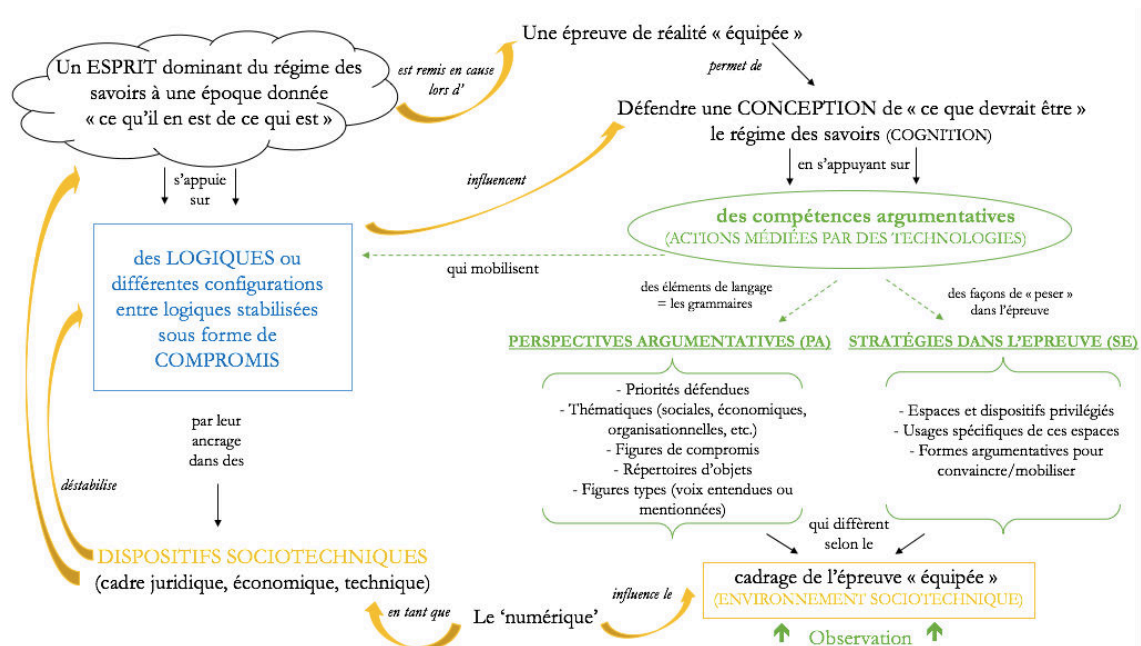 Une épreuve de réalité « équipée »
Un ESPRIT dominant du régime des
savoirs à une époque donnée
« ce qu'il en est de ce qui est »
est remis en cause
lors d'
permet de
Défendre une CONCEPTION de « ce que devrait être »
le régime des savoirs (COGNITION)
s'appuie
sur
influencent
en s'appuyant sur
des compétences argumentatives
(ACTIONS MÉDIÉES PAR DES TECHNOLOGIES)
des LOGIQUES ou
différentes configurations
entre logiques stabilisées
sous forme de
COMPROMIS
qui mobilisent
des éléments de langage
= les grammaires
des façons de « peser »
dans l'épreuve
PERSPECTIVES ARGUMENTATIVES (PA)
- Priorités défendues
- Thématiques (sociales, économiques,
organisationnelles, etc.)
- Figures de compromis
- Répertoires d'objets
- Figures types (voix entendues ou
mentionnées)
STRATÉGIES DANS L'EPREUVE (SE)
- Espaces et dispositifs privilégiés
- Usages spécifiques de ces espaces
- Formes argumentatives pour
convaincre/mobiliser
par leur
ancrage
dans des
déstabilise
qui diffèrent
selon le
DISPOSITIFS SOCIOTECHNIQUES
(cadre juridique, économique, technique)
en tant que
Le 'numérique'
influence le
cadrage de l'épreuve « équipée »
(ENVIRONNEMENT SOCIOTECHNIQUE)
Observation